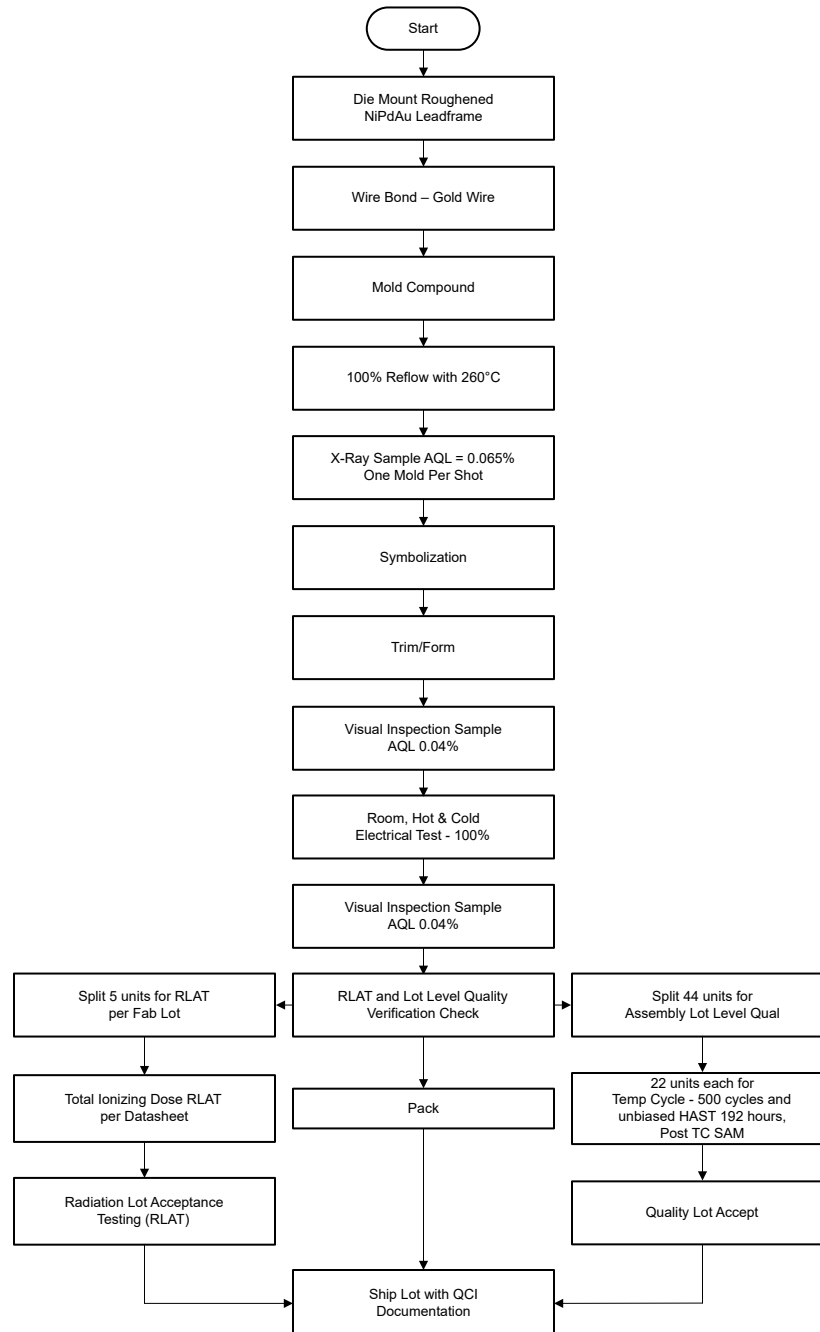 Start
Die Mount Roughened
NiPdAu Leadframe
Wire Bond – Gold Wire
Mold Compound
100% Reflow with 260°C
X-Ray Sample AQL = 0.065%
One Mold Per Shot
Symbolization
Trim/Form
Visual Inspection Sample
AQL 0.04%
Room, Hot & Cold
Electrical Test - 100%
Visual Inspection Sample
AQL 0.04%
Split 5 units for RLAT
per Fab Lot
RLAT and Lot Level Quality
Verification Check
Split 44 units for
Assembly Lot Level Qual
Total Ionizing Dose RLAT
per Datasheet
Pack
22 units each for
Temp Cycle - 500 cycles and
unbiased HAST 192 hours,
Post TC SAM
Radiation Lot Acceptance
Testing (RLAT)
Quality Lot Accept
Ship Lot with QCI
Documentation